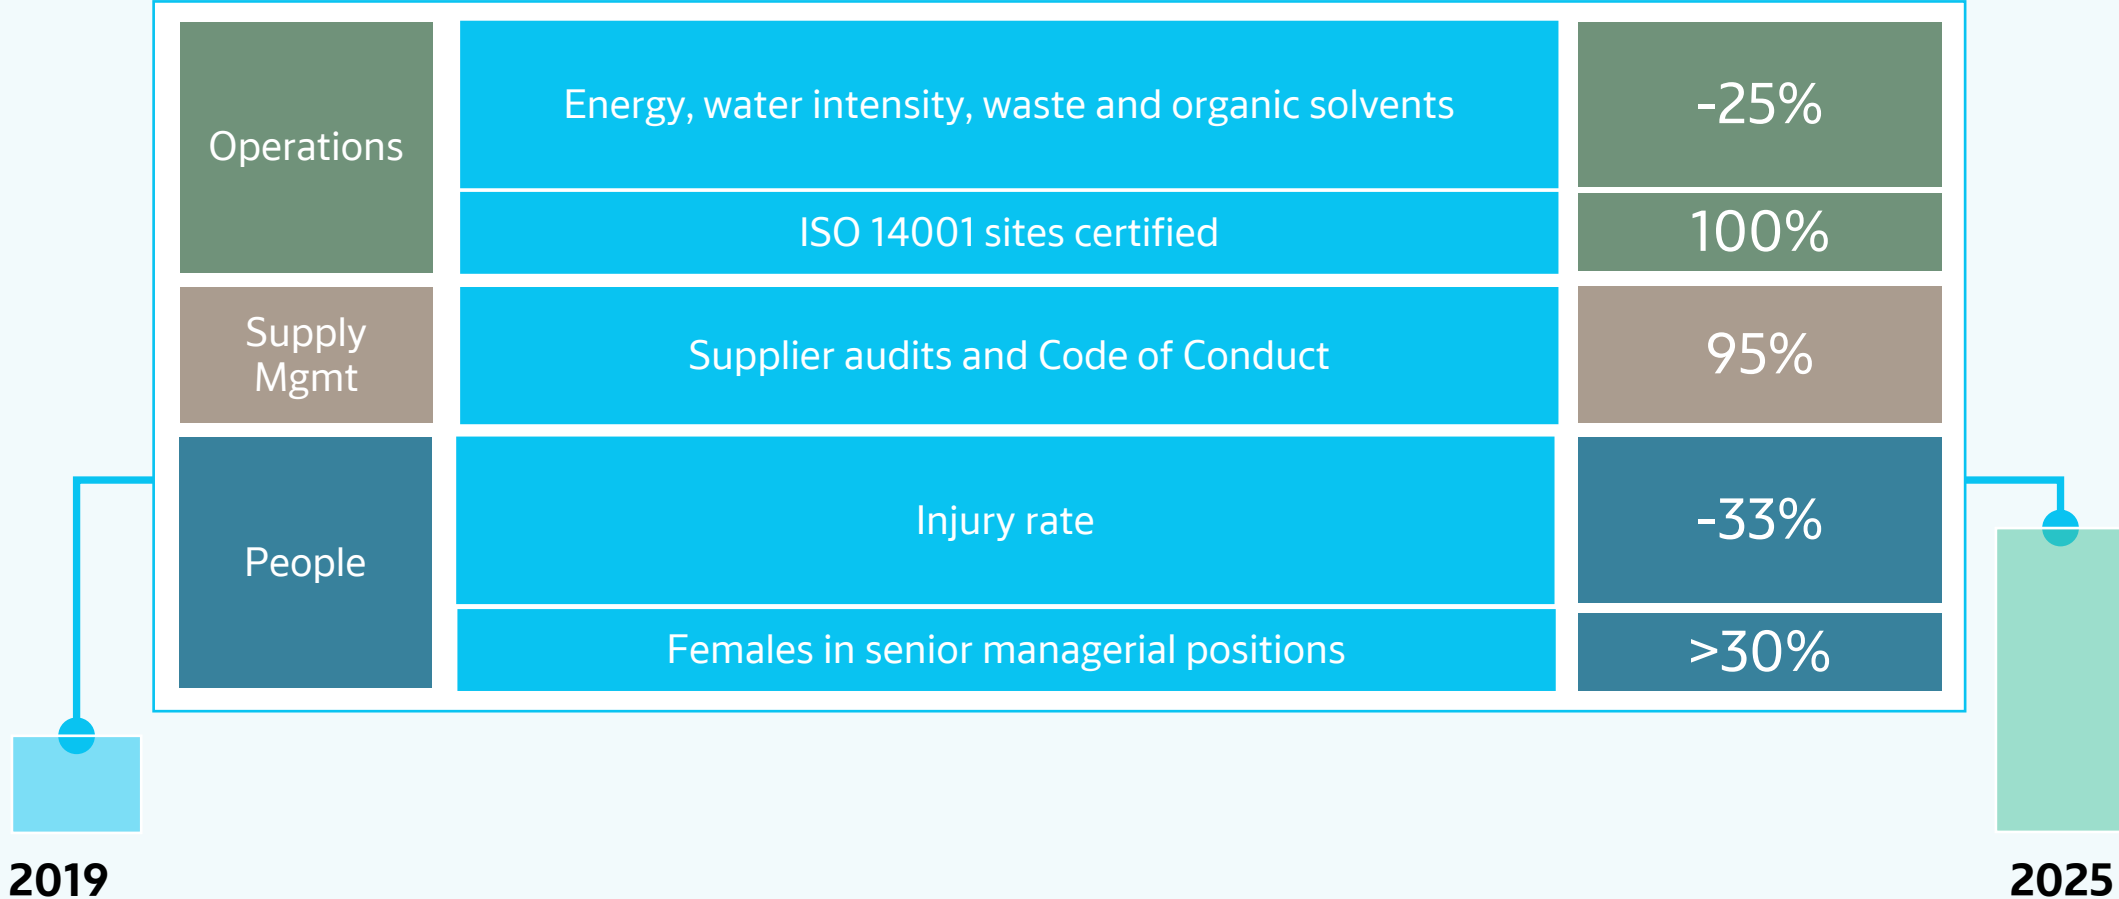 Operations
Energy, water intensity, waste and organic solvents
-25%
ISO 14001 sites certified
100%
Supply
Mgmt
Supplier audits and Code of Conduct
95%
People
Injury rate
-33%
Females in senior managerial positions
>30%
2019
2025